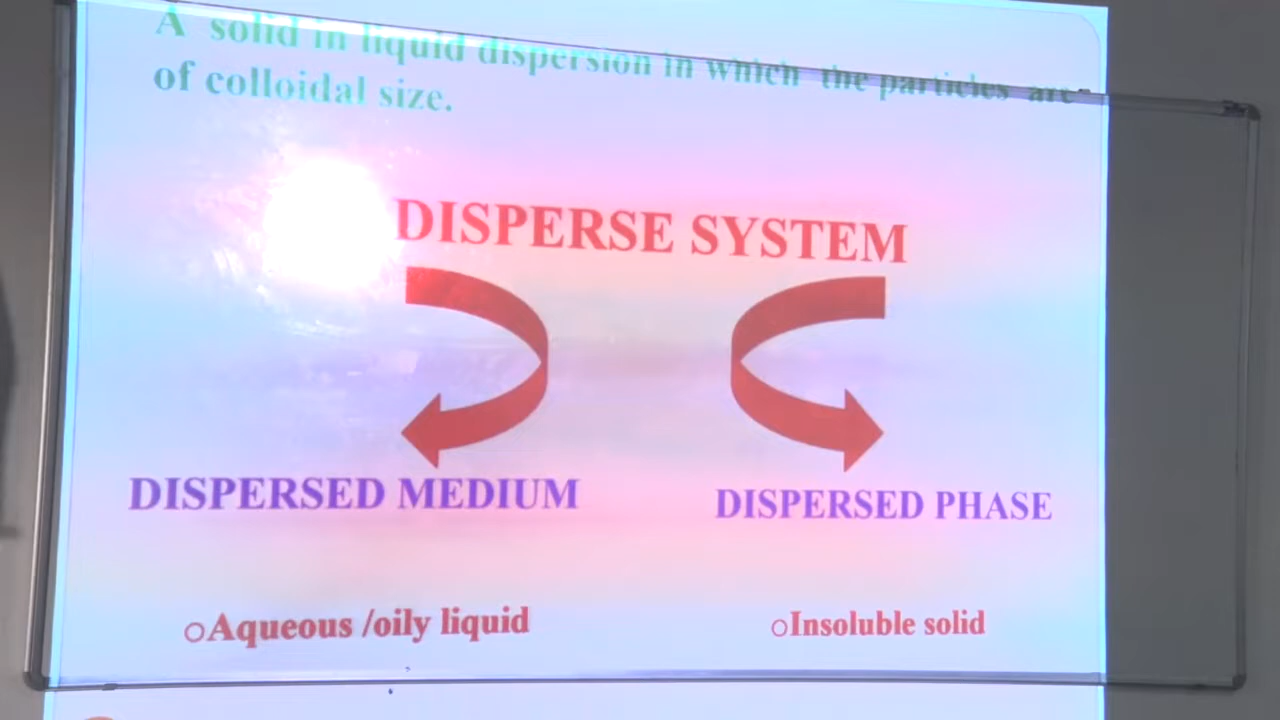 A solid in liquid dispersion in which the particles are
of colloidal size.
DISPERSE SYSTEM
DISPERSED MEDIUM
DISPERSED PHASE
Aqueous /oily liquid
Insoluble solid